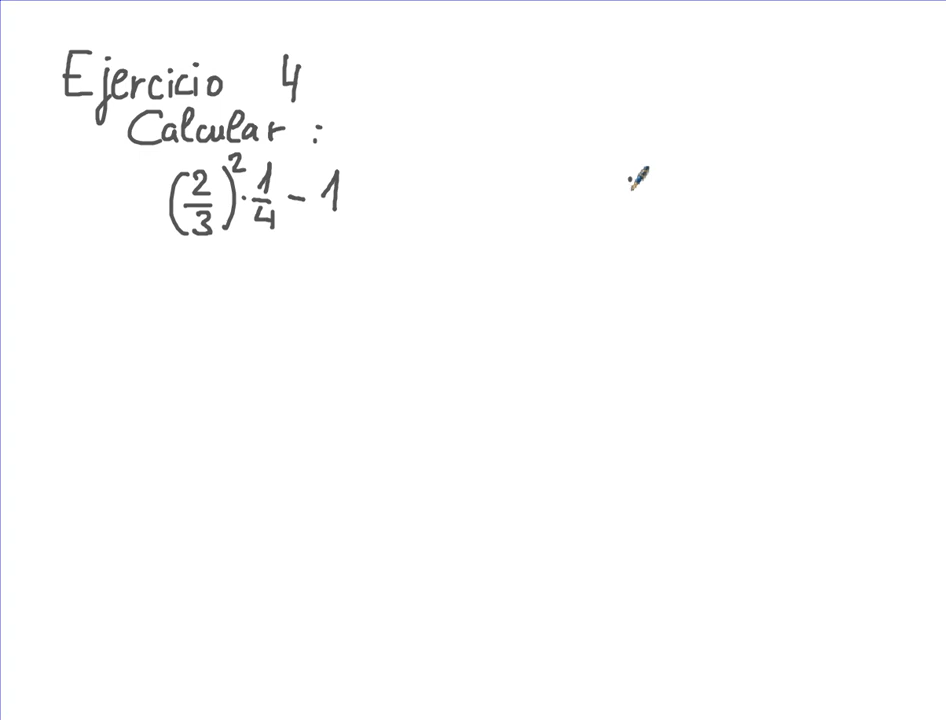 Ejercicio 4
Calcular :
(2/3)² · 1/4 - 1